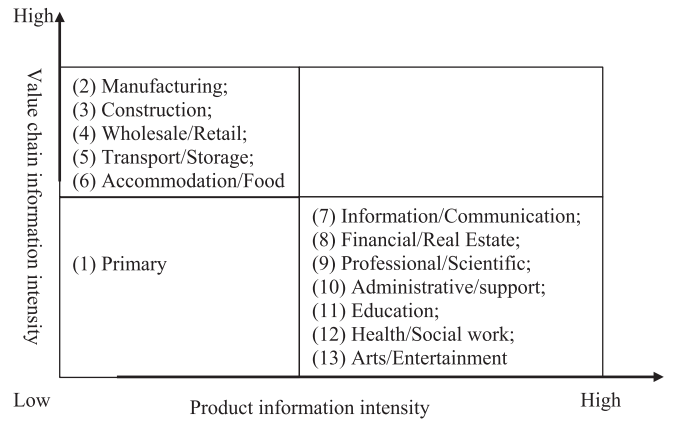 High
Value chain information intensity
(2) Manufacturing;
(3) Construction;
(4) Wholesale/Retail;
(5) Transport/Storage;
(6) Accommodation/Food
(1) Primary
(7) Information/Communication;
(8) Financial/Real Estate;
(9) Professional/Scientific;
(10) Administrative/support;
(11) Education;
(12) Health/Social work;
(13) Arts/Entertainment
Low
Product information intensity
High